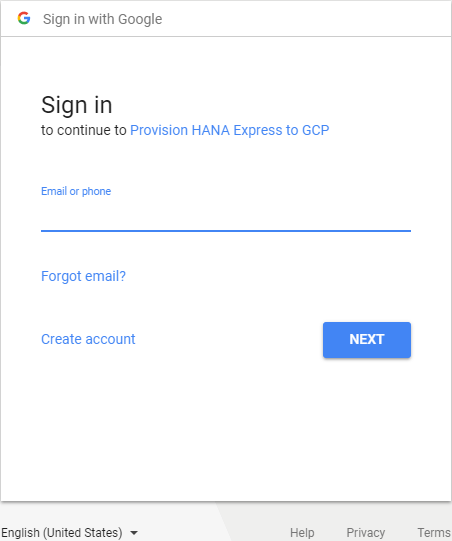 Sign in with Google
Sign in
to continue to Provision HANA Express to GCP
Email or phone
Forgot email?
Create account NEXT
English (United States) Help Privacy Terms